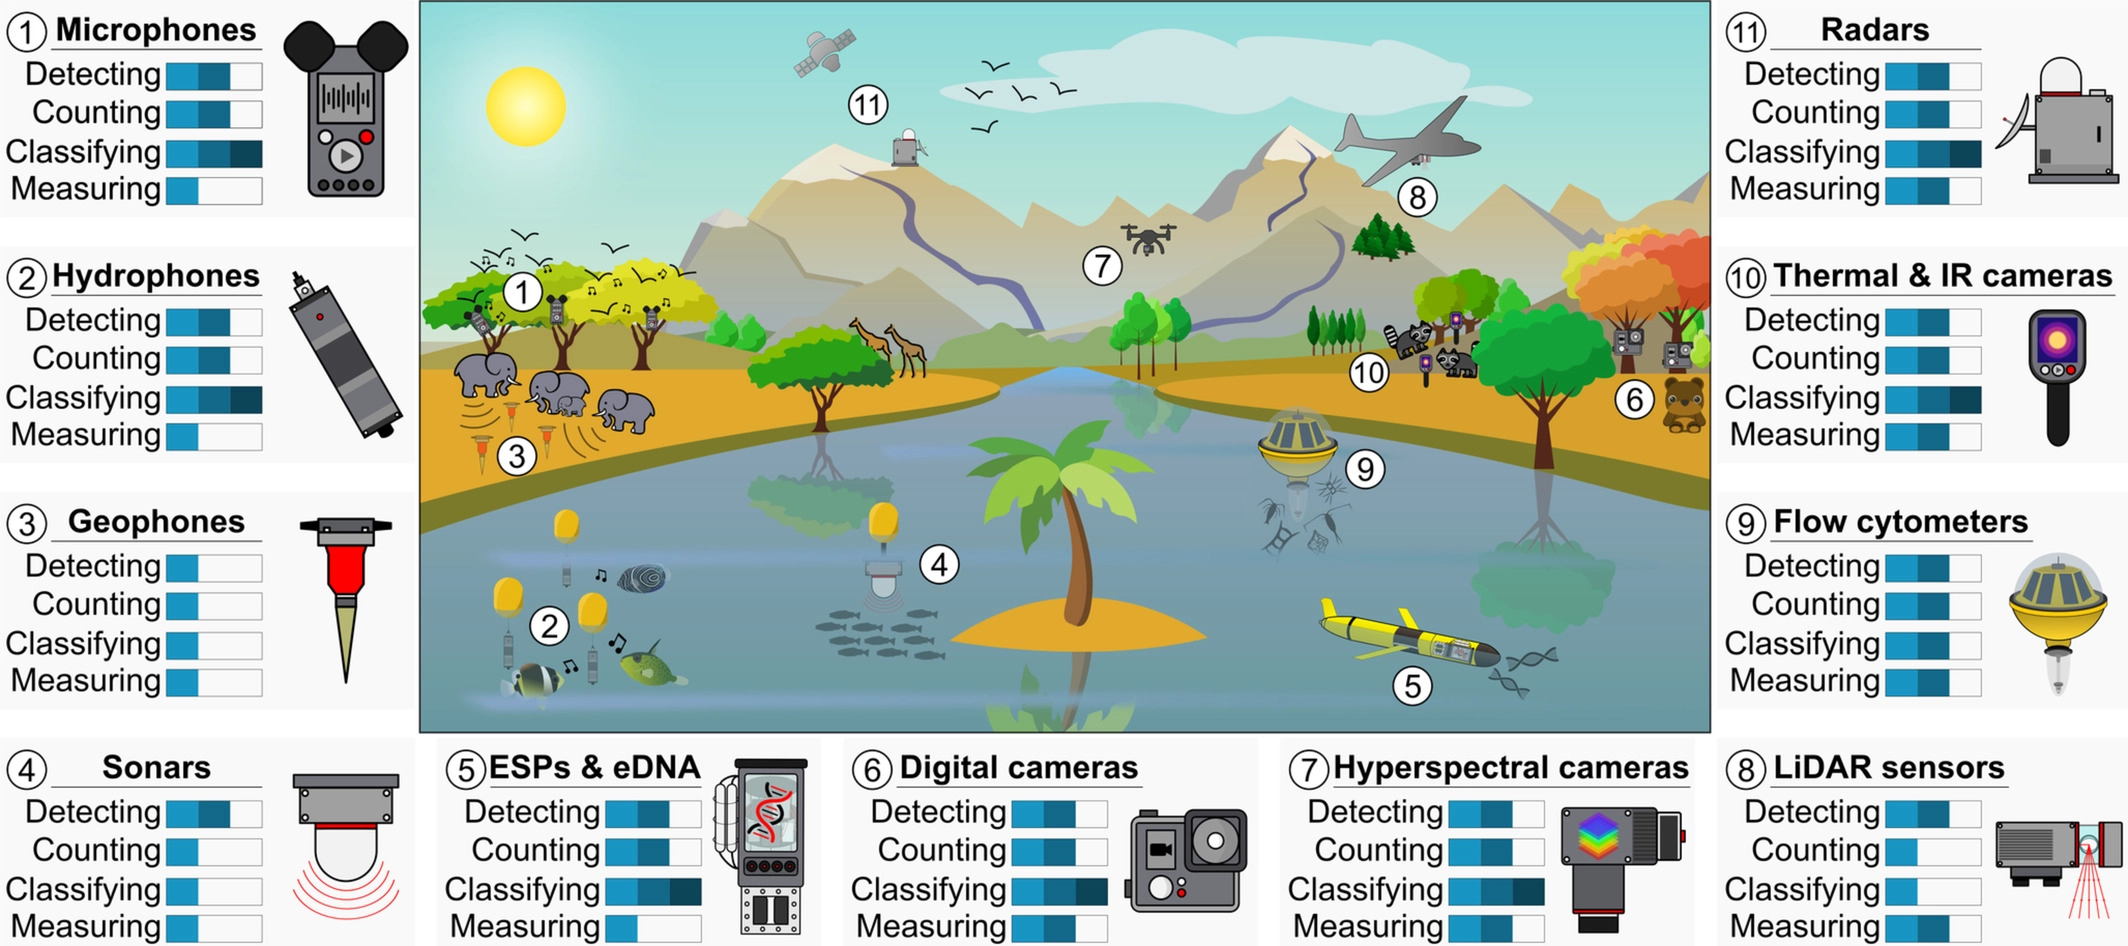 1 Microphones
Detecting
Counting
Classifying
Measuring
2 Hydrophones
Detecting
Counting
Classifying
Measuring
3 Geophones
Detecting
Counting
Classifying
Measuring
4 Sonars
Detecting
Counting
Classifying
Measuring
5 ESPs & eDNA
Detecting
Counting
Classifying
Measuring
6 Digital cameras
Detecting
Counting
Classifying
Measuring
7 Hyperspectral cameras
Detecting
Counting
Classifying
Measuring
8 LiDAR sensors
Detecting
Counting
Classifying
Measuring
9 Flow cytometers
Detecting
Counting
Classifying
Measuring
10 Thermal & IR cameras
Detecting
Counting
Classifying
Measuring
11 Radars
Detecting
Counting
Classifying
Measuring
11
8
7
1
10
6
3
9
4
2
5